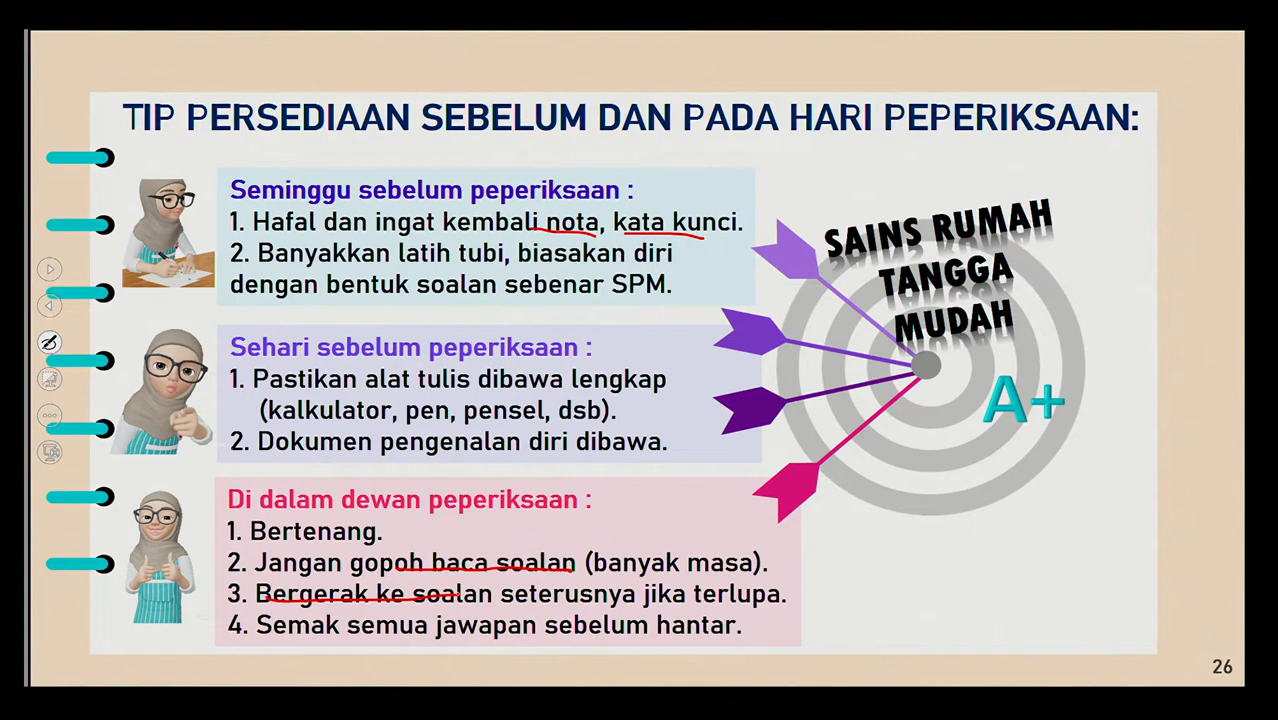 TIP PERSEDIAAN SEBELUM DAN PADA HARI PEPERIKSAAN:
Seminggu sebelum peperiksaan :
1. Hafal dan ingat kembali nota, kata kunci.
2. Banyakkan latih tubi, biasakan diri
dengan bentuk soalan sebenar SPM.
Sehari sebelum peperiksaan :
1. Pastikan alat tulis dibawa lengkap
(kalkulator, pen, pensel, dsb).
2. Dokumen pengenalan diri dibawa.
Di dalam dewan peperiksaan :
1. Bertenang.
2. Jangan gopoh baca soalan (banyak masa).
3. Bergerak ke soalan seterusnya jika terlupa.
4. Semak semua jawapan sebelum hantar.
SAINS RUMAH
TANGGA
MUDAH
A+
26